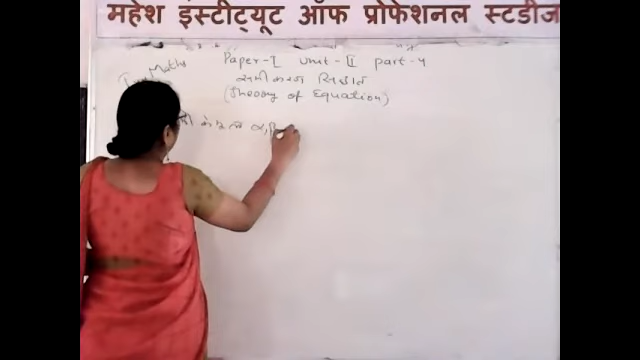 महेश इंस्टीट्यूट ऑफ प्रोफेशनल स्टडीज
Maths Paper-I Unit-II part-4
समीकरण सिद्धांत
(Theory of Equation)
α, β